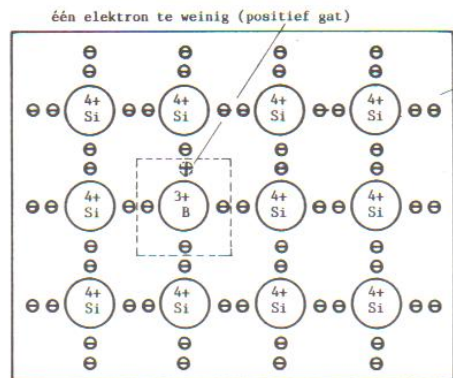 één elektron te weinig (positief gat)
4+ 4+ 4+ 4+
Si Si Si Si
4+ 3+ 4+ 4+
Si B Si Si
4+ 4+ 4+ 4+
Si Si Si Si